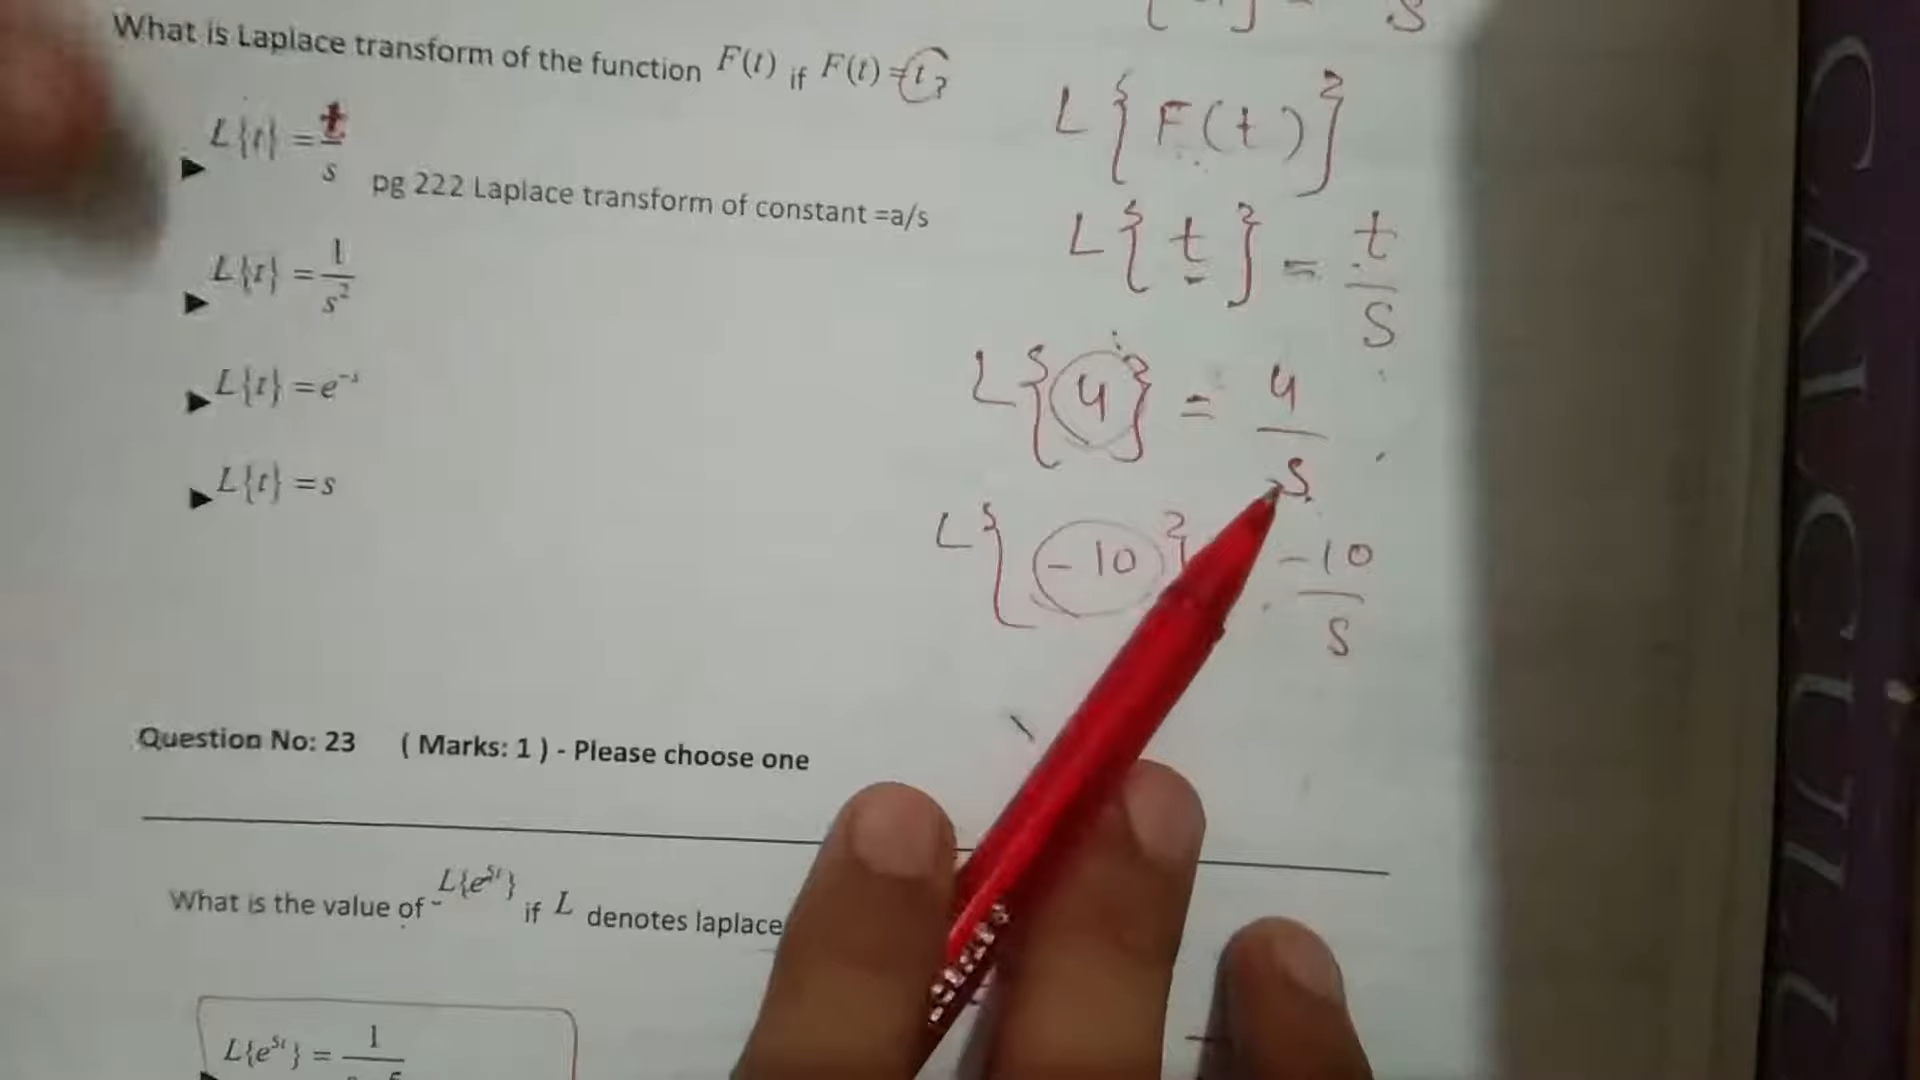 What is Laplace transform of the function F(t) if F(t) = t?
L{t} = t/s
pg 222 Laplace transform of constant =a/s
L{t} = 1/s²
L{t} = e⁻ˢ
L{t} = s
L{F(t)}
L{t} = t/s
L{4} = 4/s
L{-10} -10/s
Question No: 23 ( Marks: 1 ) - Please choose one
What is the value of L{e⁵ᵗ} if L denotes laplace
L{e⁵ᵗ} = 1
CALCUL